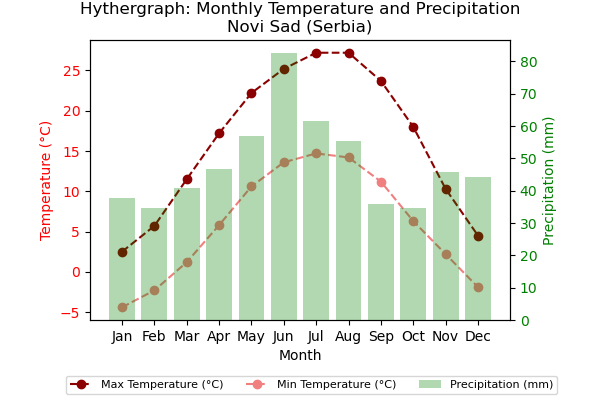 Hythergraph: Monthly Temperature and Precipitation
Novi Sad (Serbia)
Temperature (°C)
25
20
15
10
5
0
−5
Precipitation (mm)
80
70
60
50
40
30
20
10
0
Jan Feb Mar Apr May Jun Jul Aug Sep Oct Nov Dec
Month
Max Temperature (°C) Min Temperature (°C) Precipitation (mm)